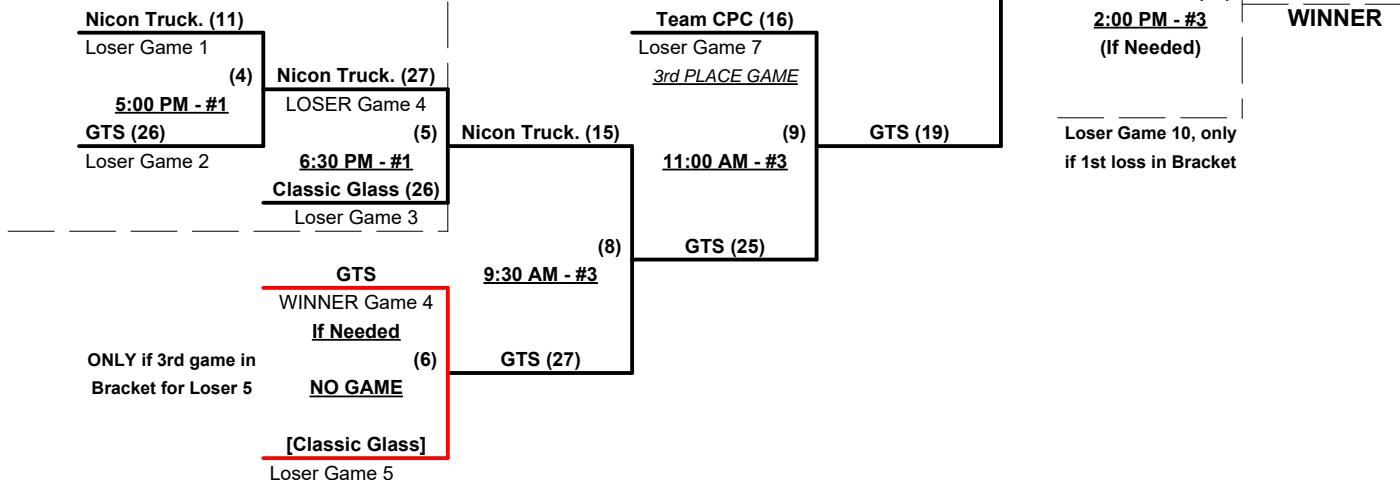 Nicon Truck. (11)
Loser Game 1
(4)
5:00 PM - #1
GTS (26)
Loser Game 2
Nicon Truck. (27)
LOSER Game 4
(5)
6:30 PM - #1
Classic Glass (26)
Loser Game 3
Nicon Truck. (15)
(8)
9:30 AM - #3
GTS
WINNER Game 4
If Needed
(6)
NO GAME
ONLY if 3rd game in
Bracket for Loser 5
[Classic Glass]
Loser Game 5
GTS (27)
Team CPC (16)
Loser Game 7
3rd PLACE GAME
(9)
11:00 AM - #3
GTS (25)
GTS (19)
2:00 PM - #3
(If Needed)
Loser Game 10, only
if 1st loss in Bracket
WINNER